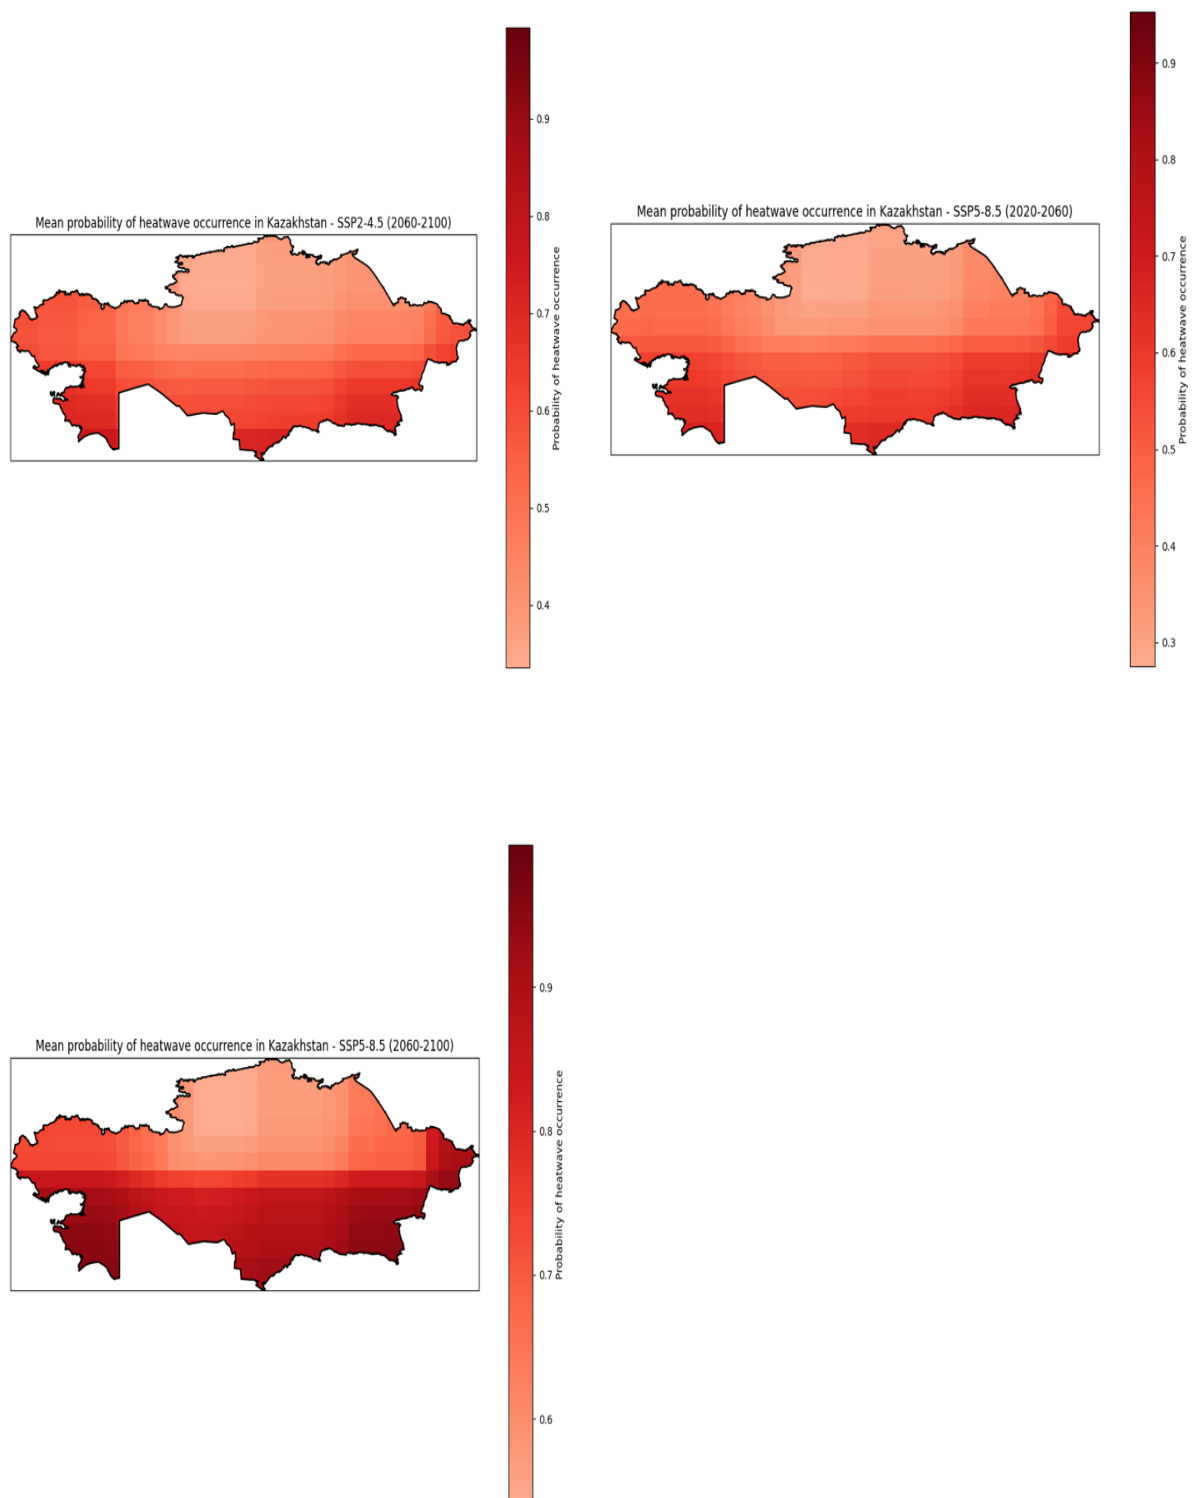 Mean probability of heatwave occurrence in Kazakhstan - SSP2-4.5 (2060-2100)
0.9
0.8
0.7
0.6
0.5
0.4
Probability of heatwave occurrence
Mean probability of heatwave occurrence in Kazakhstan - SSP5-8.5 (2020-2060)
0.9
0.8
0.7
0.6
0.5
0.4
0.3
Probability of heatwave occurrence
Mean probability of heatwave occurrence in Kazakhstan - SSP5-8.5 (2060-2100)
0.9
0.8
0.7
0.6
Probability of heatwave occurrence